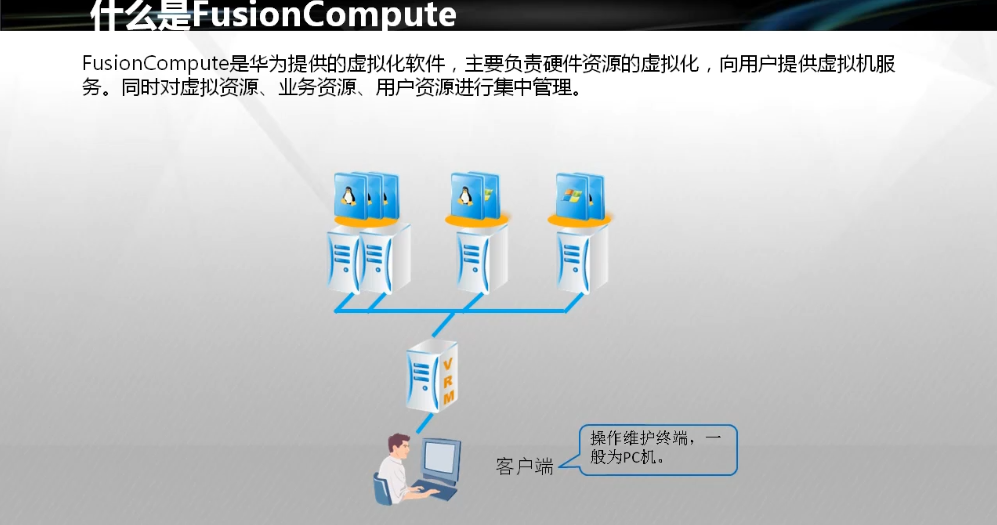 什么是FusionCompute
FusionCompute是华为提供的虚拟化软件，主要负责硬件资源的虚拟化，向用户提供虚拟机服
务。同时对虚拟资源、业务资源、用户资源进行集中管理。
VRM
操作维护终端，一
般为PC机。
客户端